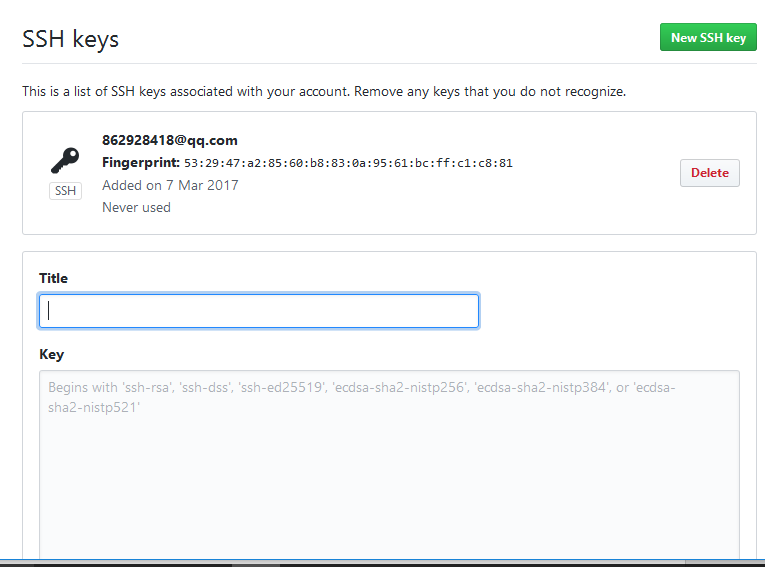 SSH keys
New SSH key
This is a list of SSH keys associated with your account. Remove any keys that you do not recognize.
862928418@qq.com
Fingerprint: 53:29:47:a2:85:60:b8:83:0a:95:61:bc:ff:c1:c8:81
SSH
Added on 7 Mar 2017
Never used
Delete
Title
Key
Begins with 'ssh-rsa', 'ssh-dss', 'ssh-ed25519', 'ecdsa-sha2-nistp256', 'ecdsa-sha2-nistp384', or 'ecdsa-
sha2-nistp521'